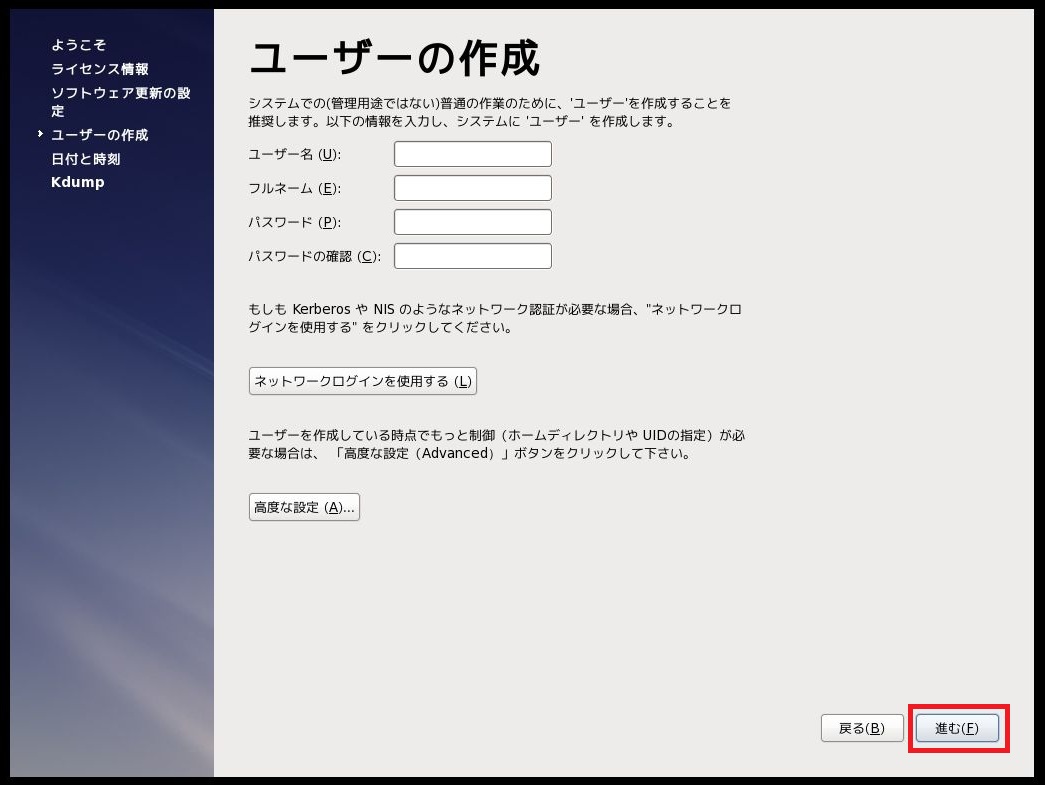 ようこそ
ライセンス情報
ソフトウェア更新の設
定
ユーザーの作成
日付と時刻
Kdump
ユーザーの作成
システムでの(管理用途ではない)普通の作業のために、'ユーザー'を作成することを
推奨します。以下の情報を入力し、システムに 'ユーザー' を作成します。
ユーザー名 (U):
フルネーム (E):
パスワード (P):
パスワードの確認 (C):
もしも Kerberos や NIS のようなネットワーク認証が必要な場合、"ネットワークロ
グインを使用する" をクリックしてください。
ネットワークログインを使用する (L)
ユーザーを作成している時点でもっと制御（ホームディレクトリや UIDの指定）が必
要な場合は、 「高度な設定（Advanced）」ボタンをクリックして下さい。
高度な設定 (A)...
戻る(B)
進む(F)